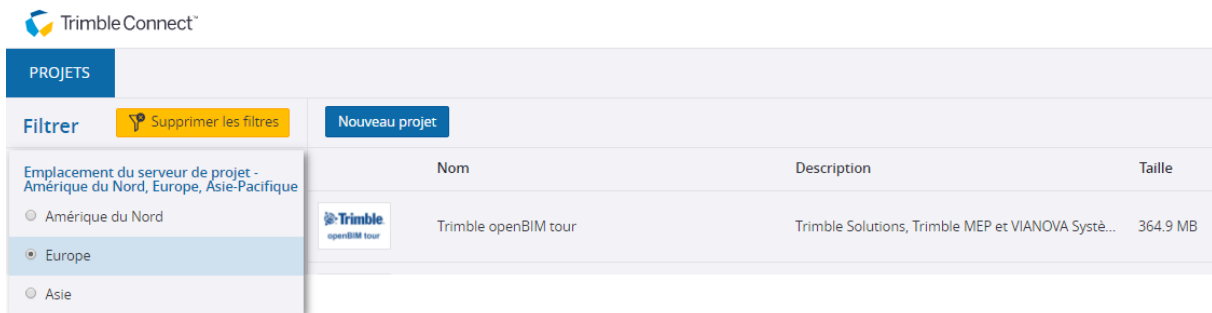 Trimble Connect™
PROJETS
Filtrer
Supprimer les filtres
Nouveau projet
Emplacement du serveur de projet -
Amérique du Nord, Europe, Asie-Pacifique
Amérique du Nord
Europe
Asie
Nom
Description
Taille
Trimble.
openBIM tour
Trimble openBIM tour
Trimble Solutions, Trimble MEP et VIANOVA Systè...
364.9 MB